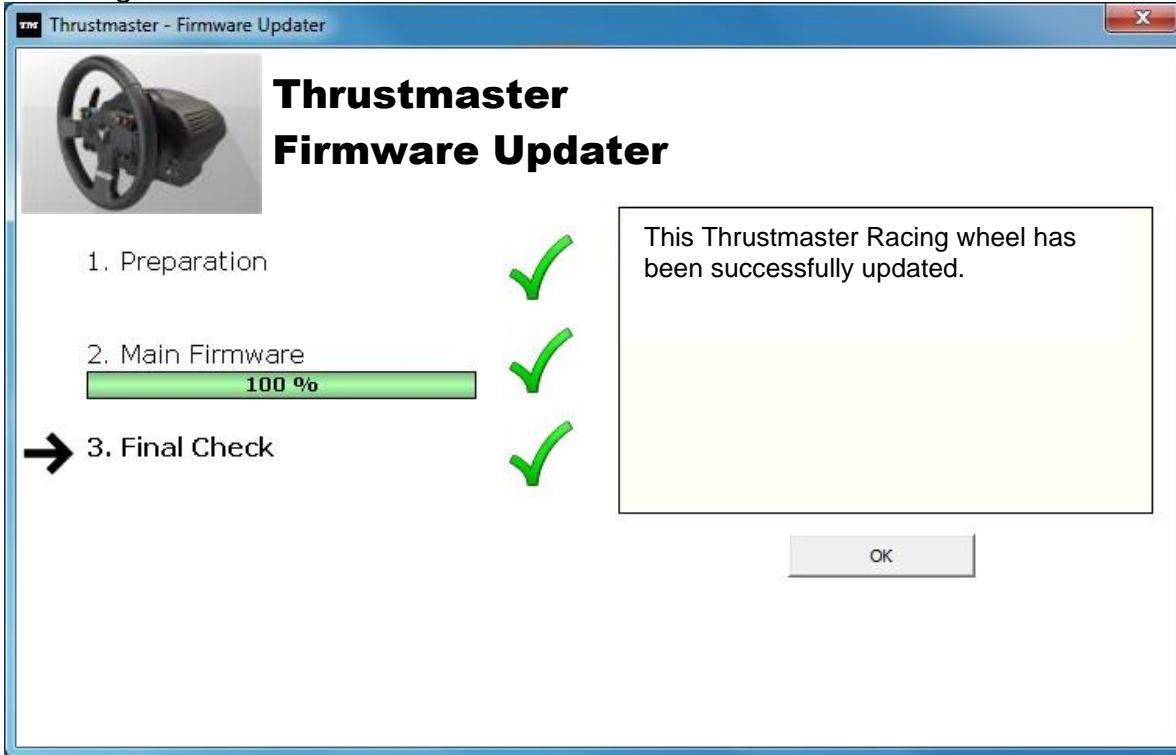 Thrustmaster - Firmware Updater
Thrustmaster
Firmware Updater
1. Preparation
2. Main Firmware
100 %
3. Final Check
This Thrustmaster Racing wheel has
been successfully updated.
OK